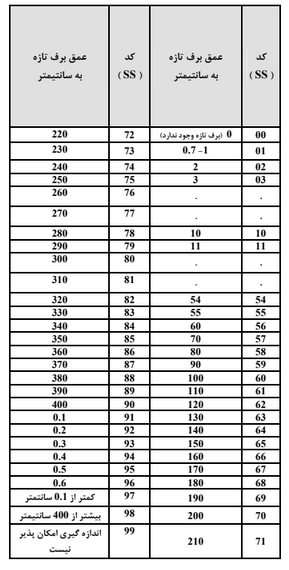 کد (SS) | عمق برف تازه به سانتیمتر | کد (SS) | عمق برف تازه به سانتیمتر
00 | 0 (برف تازه وجود ندارد) | 72 | 220
01 | 0.7 - 1 | 73 | 230
02 | 2 | 74 | 240
03 | 3 | 75 | 250
. | . | 76 | 260
. | . | 77 | 270
10 | 10 | 78 | 280
11 | 11 | 79 | 290
. | . | 80 | 300
. | . | 81 | 310
54 | 54 | 82 | 320
55 | 55 | 83 | 330
56 | 60 | 84 | 340
57 | 70 | 85 | 350
58 | 80 | 86 | 360
59 | 90 | 87 | 370
60 | 100 | 88 | 380
61 | 110 | 89 | 390
62 | 120 | 90 | 400
63 | 130 | 91 | 0.1
64 | 140 | 92 | 0.2
65 | 150 | 93 | 0.3
66 | 160 | 94 | 0.4
67 | 170 | 95 | 0.5
68 | 180 | 96 | 0.6
69 | 190 | 97 | کمتر از 0.1 سانتمتر
70 | 200 | 98 | بیشتر از 400 سانتیمتر
71 | 210 | 99 | اندازه گیری امکان پذیر نیست